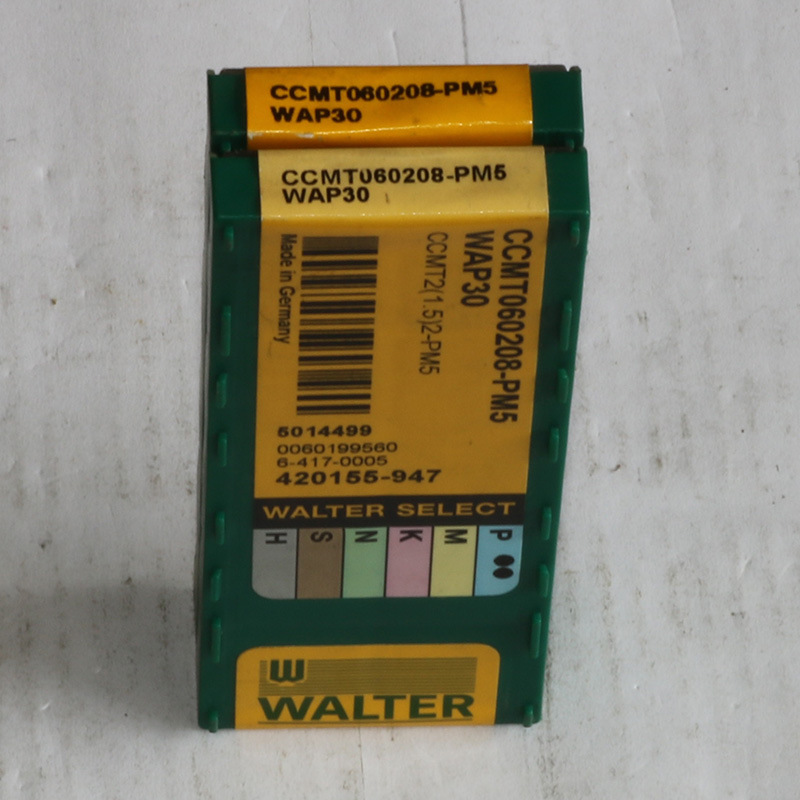 CCMT060208-PM5
WAP30
CCMT060208-PM5
WAP30
CCMT060208-PM5
WAP30
CCMT2(1.5)2-PM5
Made in Germany
5014499
0060199560
6-417-0005
420155-947
WALTER SELECT
H S N K M P
W
WALTER